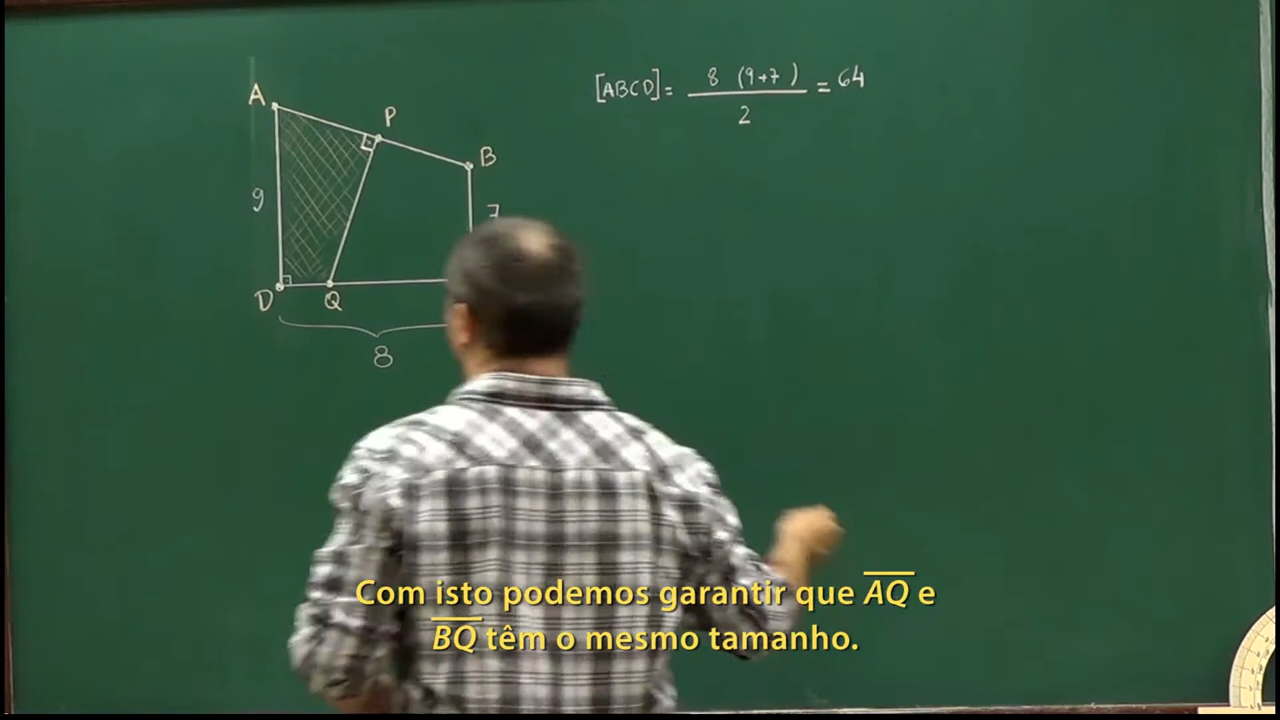 [ABCD] = 8 (9+7) / 2 = 64
A
P
B
9
7
D
Q
8
Com isto podemos garantir que AQ e
BQ têm o mesmo tamanho.